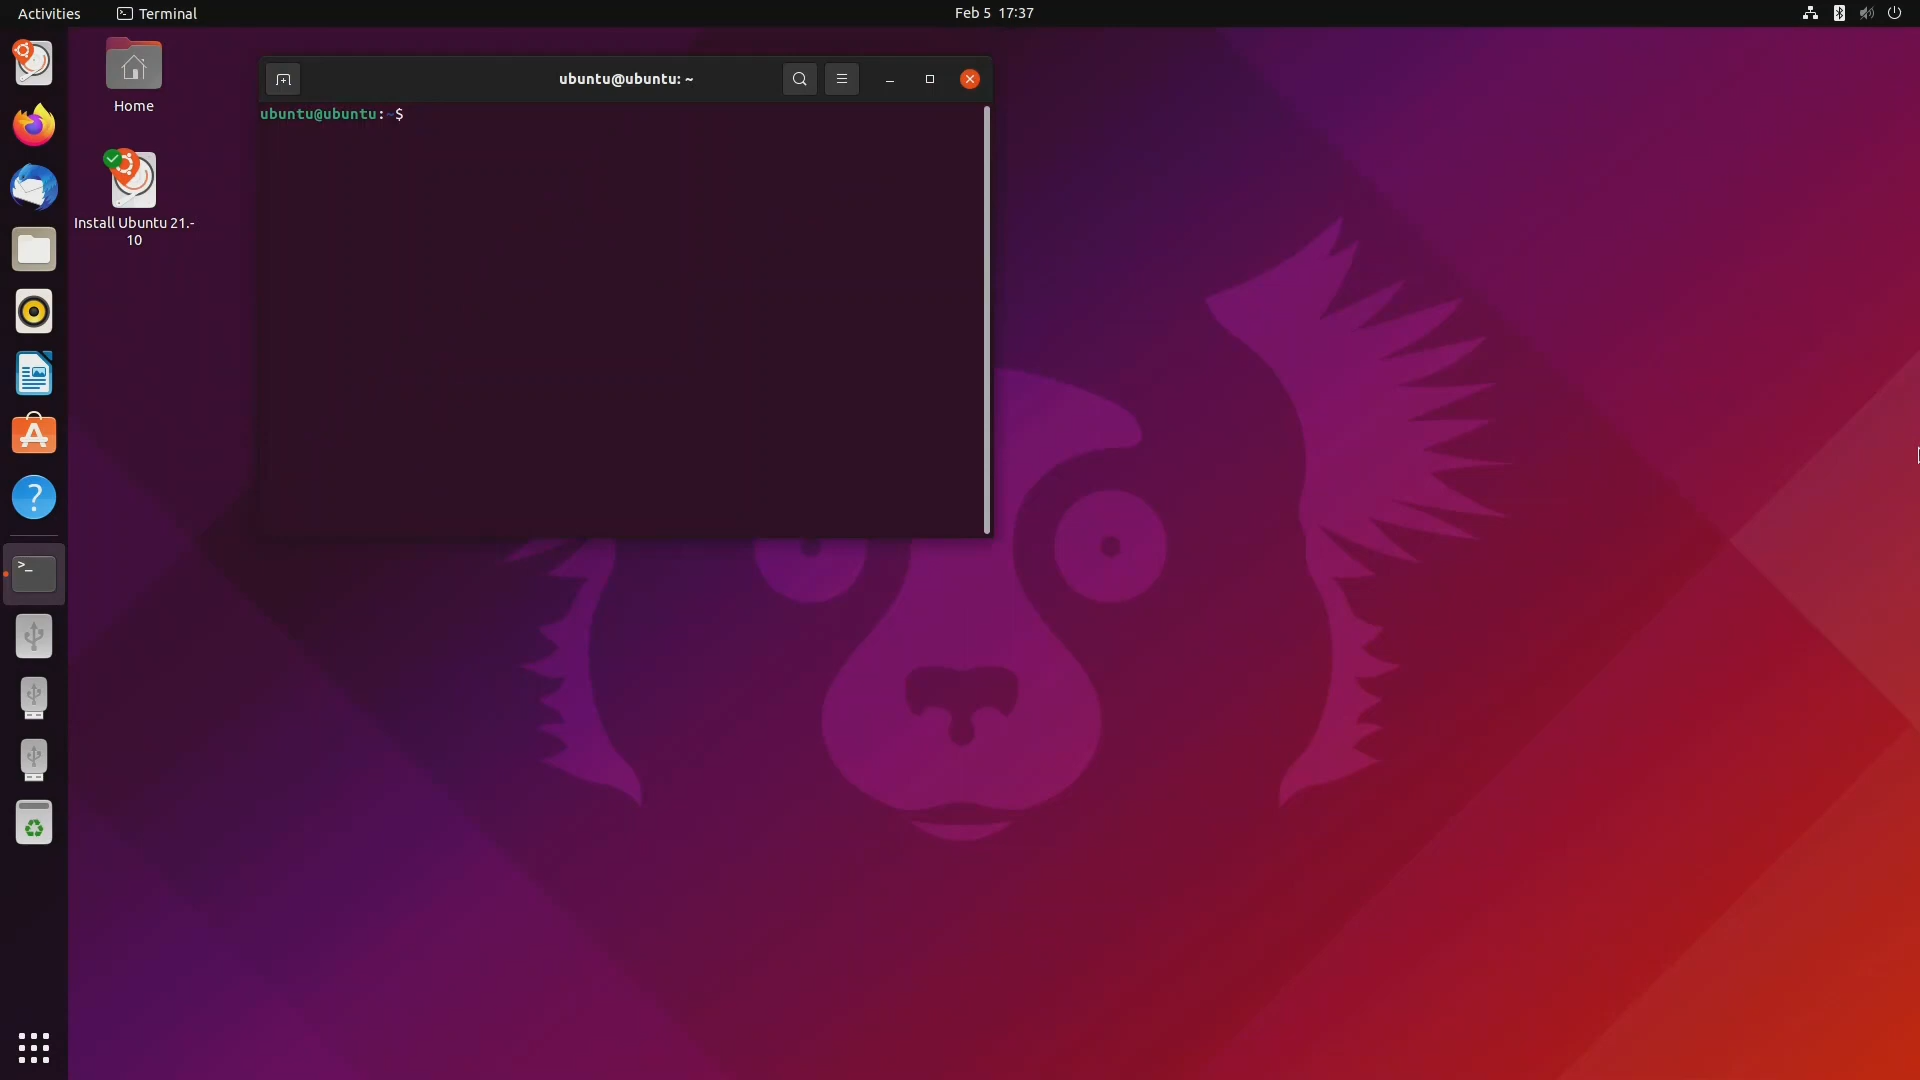 Activities
Terminal
Feb 5 17:37
Home
Install Ubuntu 21.-
10
ubuntu@ubuntu: ~
ubuntu@ubuntu:~$
>_
?